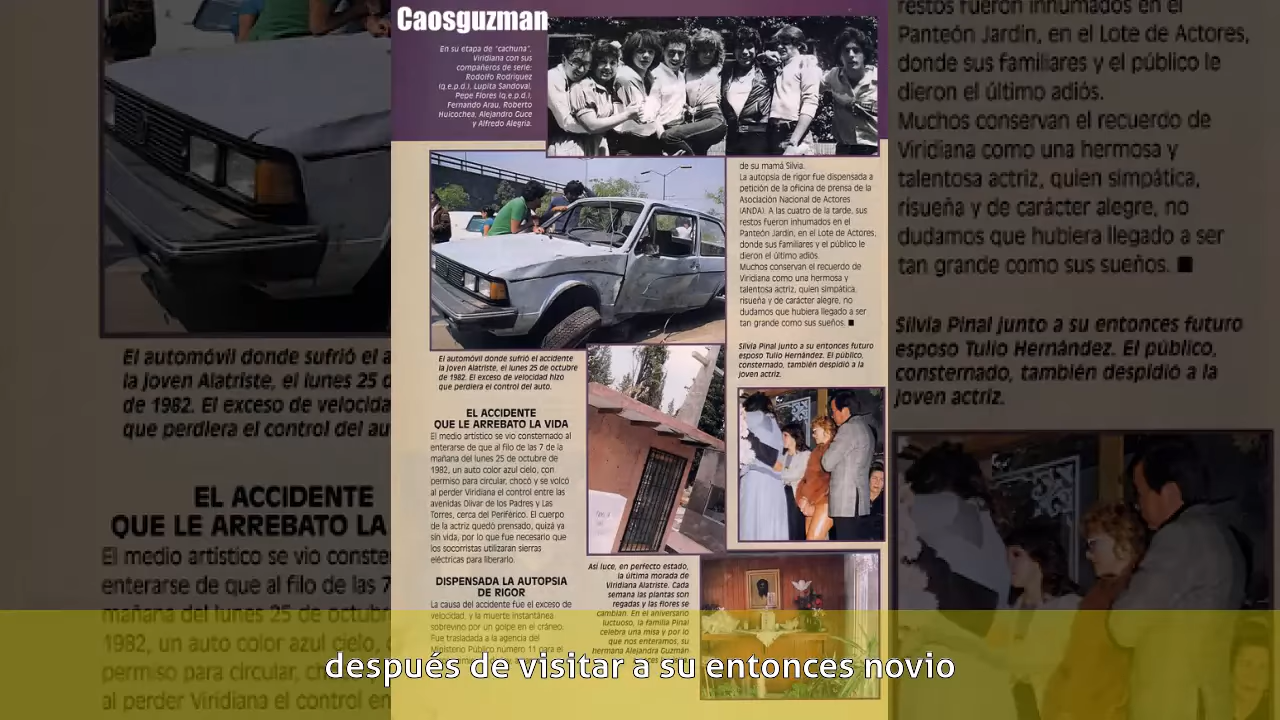 Caosguzman
En su etapa de "cachuna",
Viridiana con sus
compañeros de serie:
Rodolfo Rodríguez
(q.e.p.d.), Lupita Sandoval,
Pepe Flores (q.e.p.d.),
Fernando Arau, Roberto
Huicochea, Alejandro Guce
y Alfredo Alegría.
El automóvil donde sufrió el accidente
la joven Alatriste, el lunes 25 de octubre
de 1982. El exceso de velocidad hizo
que perdiera el control del auto.
EL ACCIDENTE
QUE LE ARREBATO LA VIDA
El medio artístico se vio consternado al
enterarse de que al filo de las 7 de la
mañana del lunes 25 de octubre de
1982, un auto color azul cielo, con
permiso para circular, chocó y se volcó
al perder Viridiana el control entre las
avenidas Olivar de los Padres y Las
Torres, cerca del Periférico. El cuerpo
de la actriz quedó prensado, quizá ya
sin vida, por lo que fue necesario que
los socorristas utilizaran sierras
eléctricas para liberarlo.
DISPENSADA LA AUTOPSIA
DE RIGOR
La causa del accidente fue el exceso de
velocidad, y la muerte instantánea
sobrevino por un golpe en el cráneo.
Fue trasladada a la agencia del
Ministerio Público número 11 para el
de su mamá Silvia.
La autopsia de rigor fue dispensada a
petición de la oficina de prensa de la
Asociación Nacional de Actores
(ANDA). A las cuatro de la tarde, sus
restos fueron inhumados en el
Panteón Jardín, en el Lote de Actores,
donde sus familiares y el público le
dieron el último adiós.
Muchos conservan el recuerdo de
Viridiana como una hermosa y
talentosa actriz, quien simpática,
risueña y de carácter alegre, no
dudamos que hubiera llegado a ser
tan grande como sus sueños. ■
Silvia Pinal junto a su entonces futuro
esposo Tulio Hernández. El público,
consternado, también despidió a la
joven actriz.
Así luce, en perfecto estado,
la última morada de
Viridiana Alatriste. Cada
semana las plantas son
regadas y las flores se
cambian. En el aniversario
luctuoso, la familia Pinal
celebra una misa y por lo
que nos enteramos, su
hermana Alejandra Guzmán
El automóvil donde sufrió el a
la joven Alatriste, el lunes 25 d
de 1982. El exceso de velocida
que perdiera el control del au
EL ACCIDENTE
QUE LE ARREBATO LA
El medio artístico se vio conste
enterarse de que al filo de las 7
mañana del lunes 25 de octub
1982, un auto color azul cielo,
permiso para circular, chocó y
al perder Viridiana el control en
restos fueron inhumados en el
Panteón Jardín, en el Lote de Actores,
donde sus familiares y el público le
dieron el último adiós.
Muchos conservan el recuerdo de
Viridiana como una hermosa y
talentosa actriz, quien simpática,
risueña y de carácter alegre, no
dudamos que hubiera llegado a ser
tan grande como sus sueños. ■
Silvia Pinal junto a su entonces futuro
esposo Tulio Hernández. El público,
consternado, también despidió a la
joven actriz.
después de visitar a su entonces novio